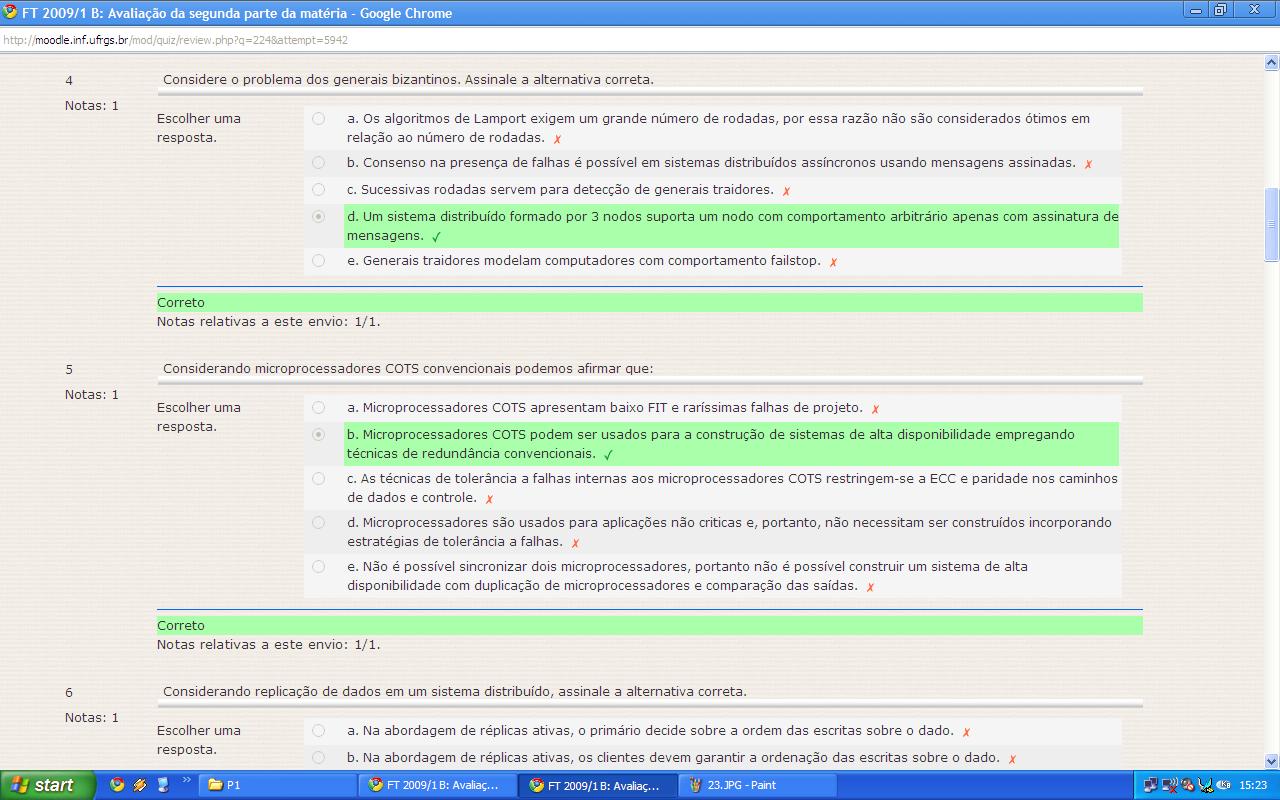 FT 2009/1 B: Avaliação da segunda parte da matéria - Google Chrome
http://moodle.inf.ufrgs.br/mod/quiz/review.php?q=224&attempt=5942
4
Considere o problema dos generais bizantinos. Assinale a alternativa correta.
Notas: 1
Escolher uma
resposta.
a. Os algoritmos de Lamport exigem um grande número de rodadas, por essa razão não são considerados ótimos em
relação ao número de rodadas. ✗
b. Consenso na presença de falhas é possível em sistemas distribuídos assíncronos usando mensagens assinadas. ✗
c. Sucessivas rodadas servem para detecção de generais traidores. ✗
d. Um sistema distribuído formado por 3 nodos suporta um nodo com comportamento arbitrário apenas com assinatura de
mensagens. ✓
e. Generais traidores modelam computadores com comportamento failstop. ✗
Correto
Notas relativas a este envio: 1/1.
5
Considerando microprocessadores COTS convencionais podemos afirmar que:
Notas: 1
Escolher uma
resposta.
a. Microprocessadores COTS apresentam baixo FIT e raríssimas falhas de projeto. ✗
b. Microprocessadores COTS podem ser usados para a construção de sistemas de alta disponibilidade empregando
técnicas de redundância convencionais. ✓
c. As técnicas de tolerância a falhas internas aos microprocessadores COTS restringem-se a ECC e paridade nos caminhos
de dados e controle. ✗
d. Microprocessadores são usados para aplicações não criticas e, portanto, não necessitam ser construídos incorporando
estratégias de tolerância a falhas. ✗
e. Não é possível sincronizar dois microprocessadores, portanto não é possível construir um sistema de alta
disponibilidade com duplicação de microprocessadores e comparação das saídas. ✗
Correto
Notas relativas a este envio: 1/1.
6
Considerando replicação de dados em um sistema distribuído, assinale a alternativa correta.
Notas: 1
Escolher uma
resposta.
a. Na abordagem de réplicas ativas, o primário decide sobre a ordem das escritas sobre o dado. ✗
b. Na abordagem de réplicas ativas, os clientes devem garantir a ordenação das escritas sobre o dado. ✗
start
P1
FT 2009/1 B: Avaliaç...
FT 2009/1 B: Avaliaç...
23.JPG - Paint
15:23